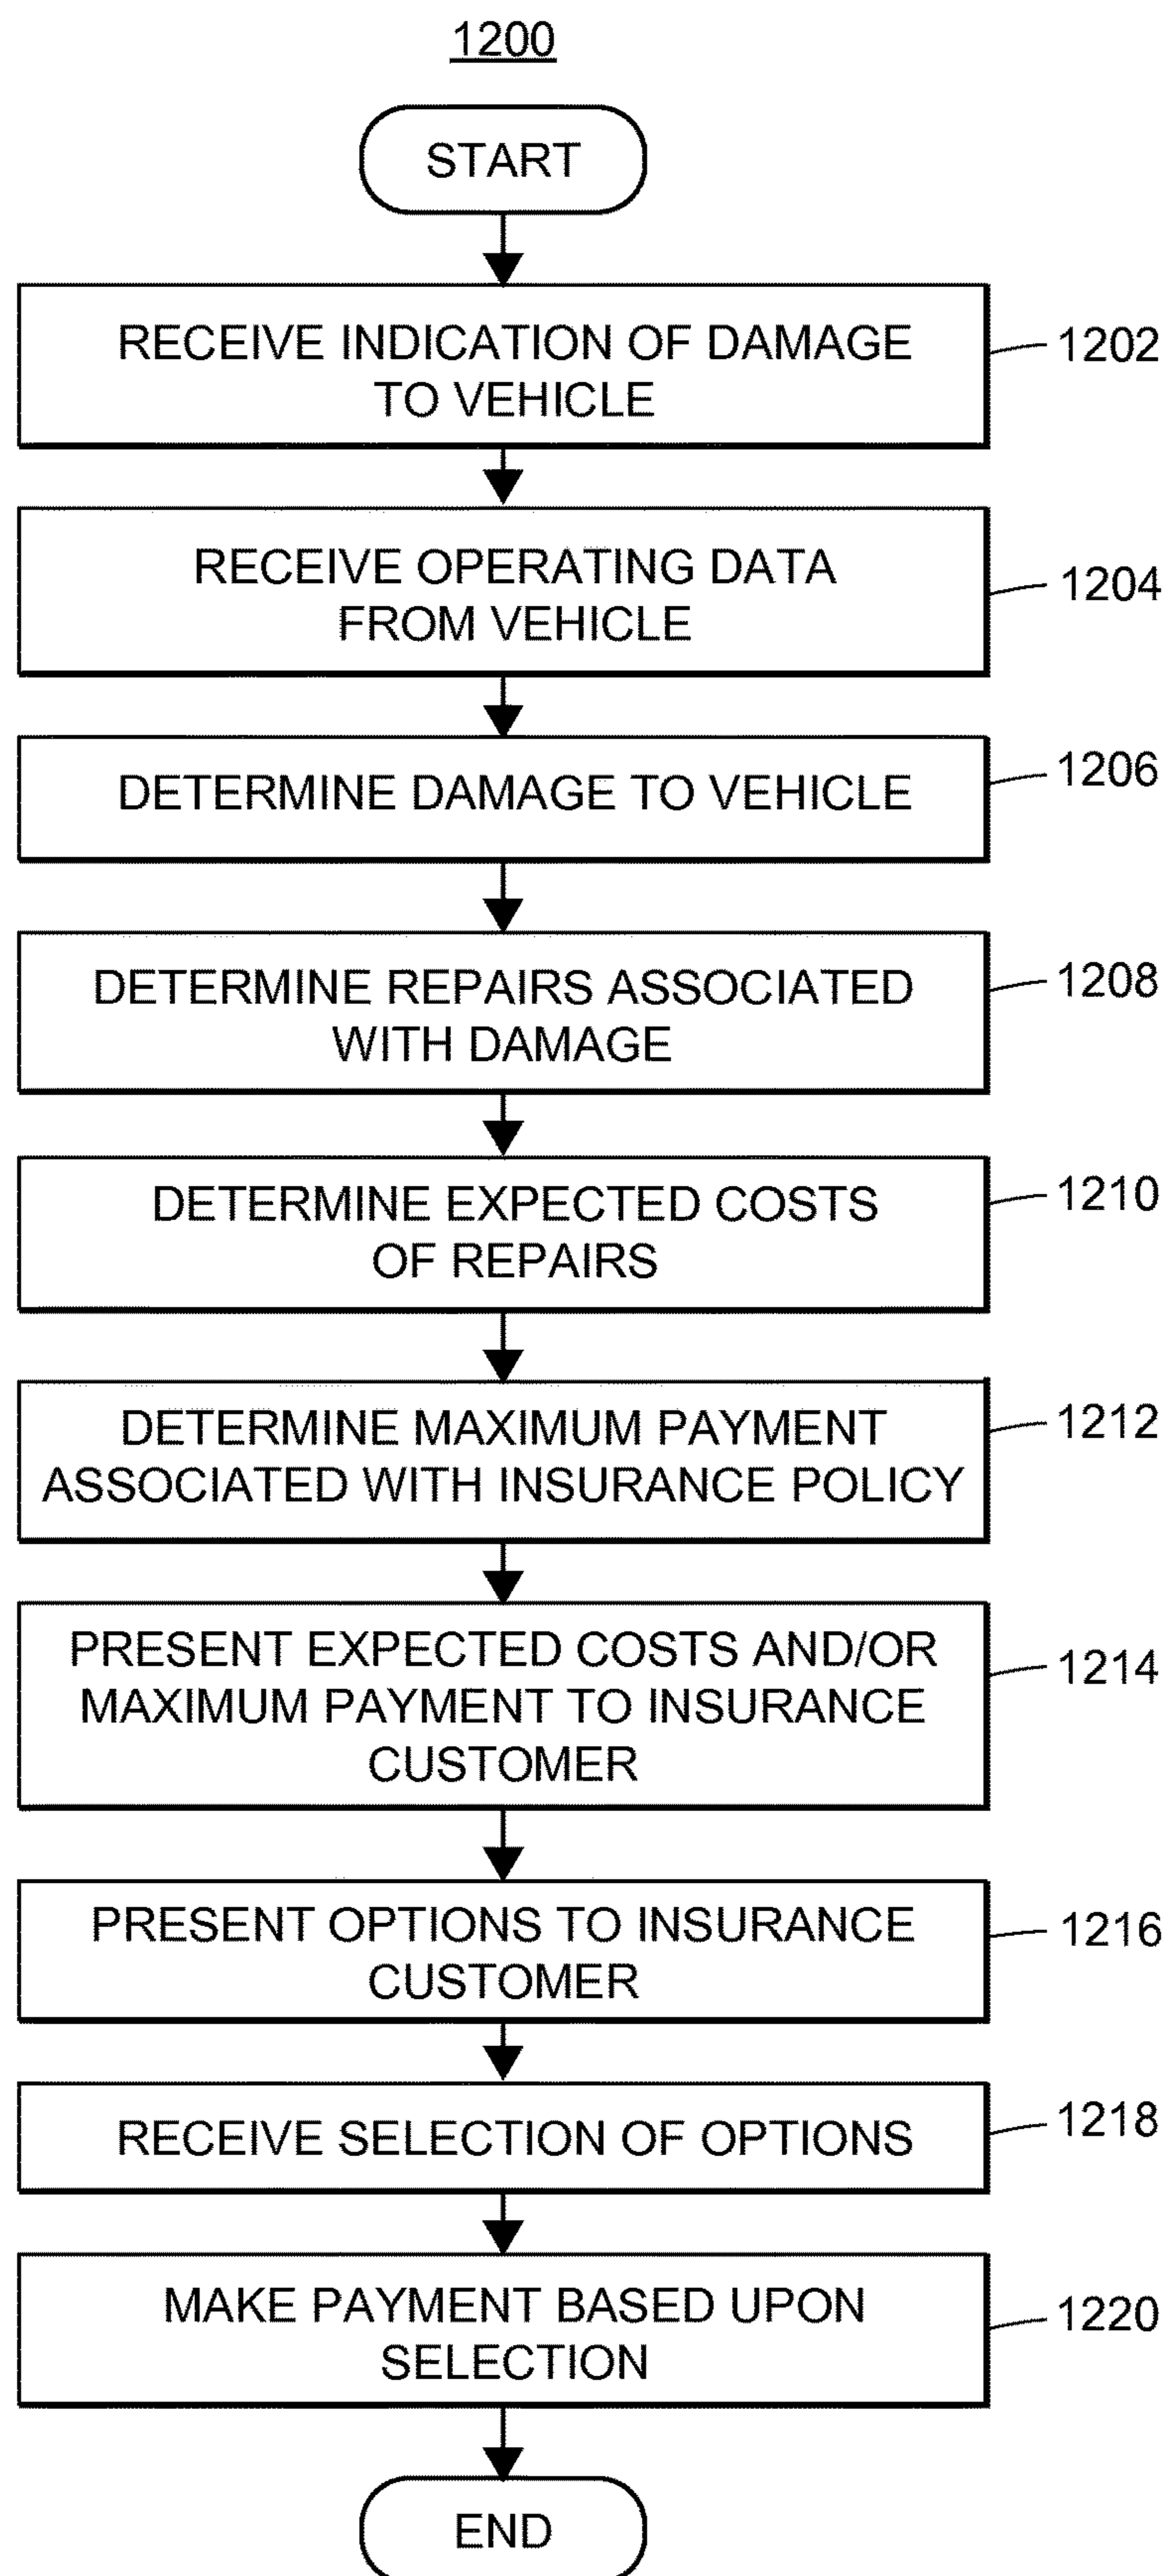 1200
START
RECEIVE INDICATION OF DAMAGE
TO VEHICLE
1202
RECEIVE OPERATING DATA
FROM VEHICLE
1204
DETERMINE DAMAGE TO VEHICLE
1206
DETERMINE REPAIRS ASSOCIATED
WITH DAMAGE
1208
DETERMINE EXPECTED COSTS
OF REPAIRS
1210
DETERMINE MAXIMUM PAYMENT
ASSOCIATED WITH INSURANCE POLICY
1212
PRESENT EXPECTED COSTS AND/OR
MAXIMUM PAYMENT TO INSURANCE
CUSTOMER
1214
PRESENT OPTIONS TO INSURANCE
CUSTOMER
1216
RECEIVE SELECTION OF OPTIONS
1218
MAKE PAYMENT BASED UPON
SELECTION
1220
END